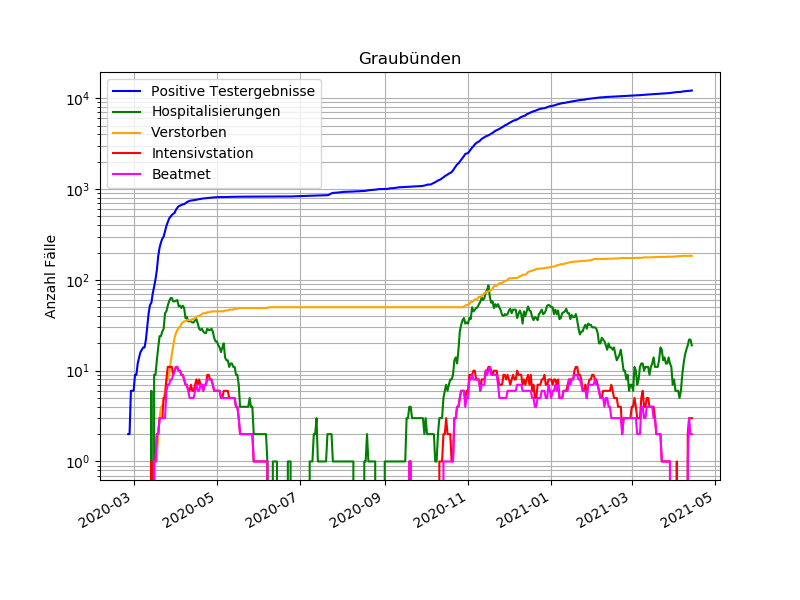 Graubünden
Anzahl Fälle
10⁴
10³
10²
10¹
10⁰
Positive Testergebnisse
Hospitalisierungen
Verstorben
Intensivstation
Beatmet
2020-03
2020-05
2020-07
2020-09
2020-11
2021-01
2021-03
2021-05